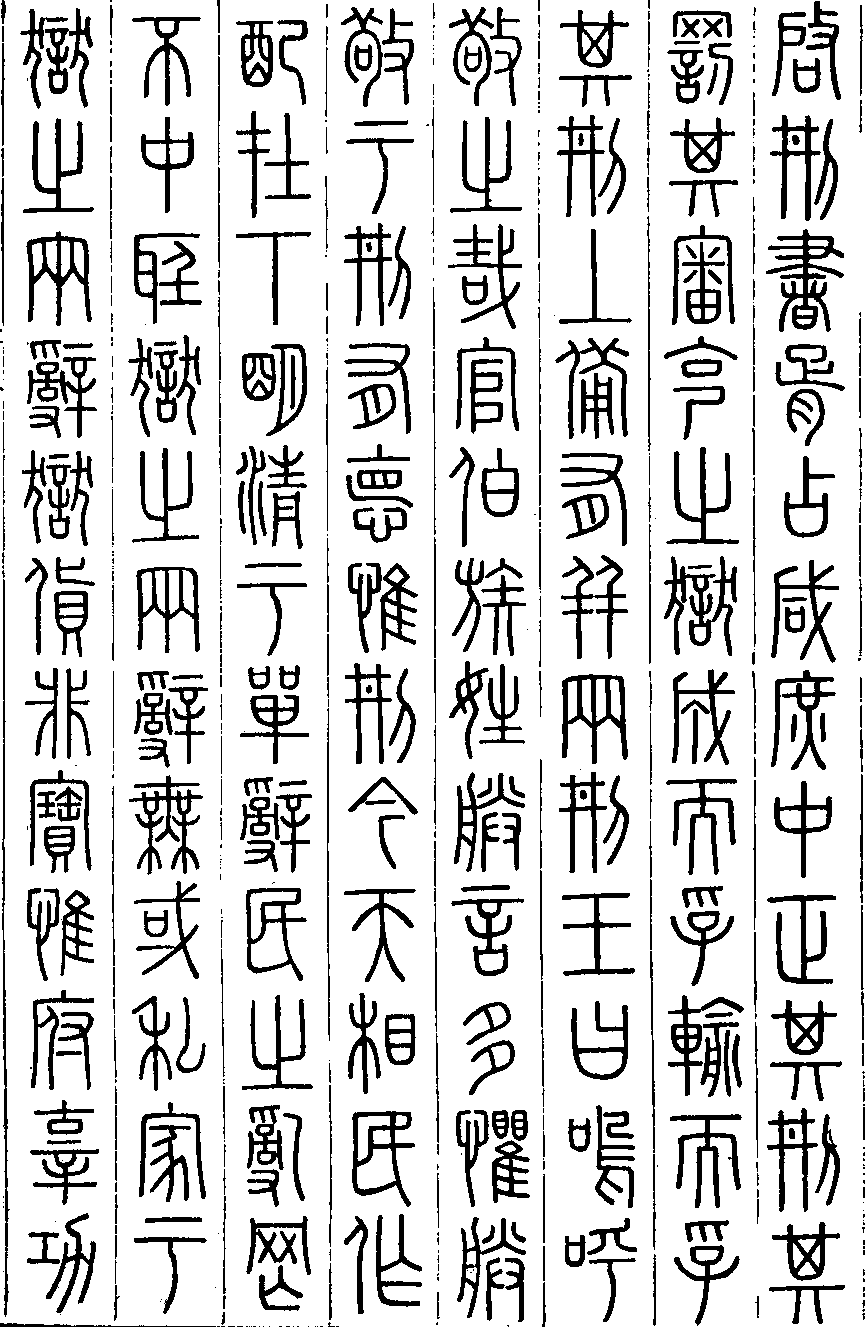 啓刑書胥占咸庶中正其刑其
罰其審克之獄成而孚輸而孚
其刑上備有并兩刑王曰嗚呼
敬之哉官伯族姓朕言多懼朕
敬于刑有悳惟刑今天相民作
配在下明清于單辭民之亂罔
不中聽獄之兩辭無或私家于
獄之兩辭獄貨非寶惟府辜功